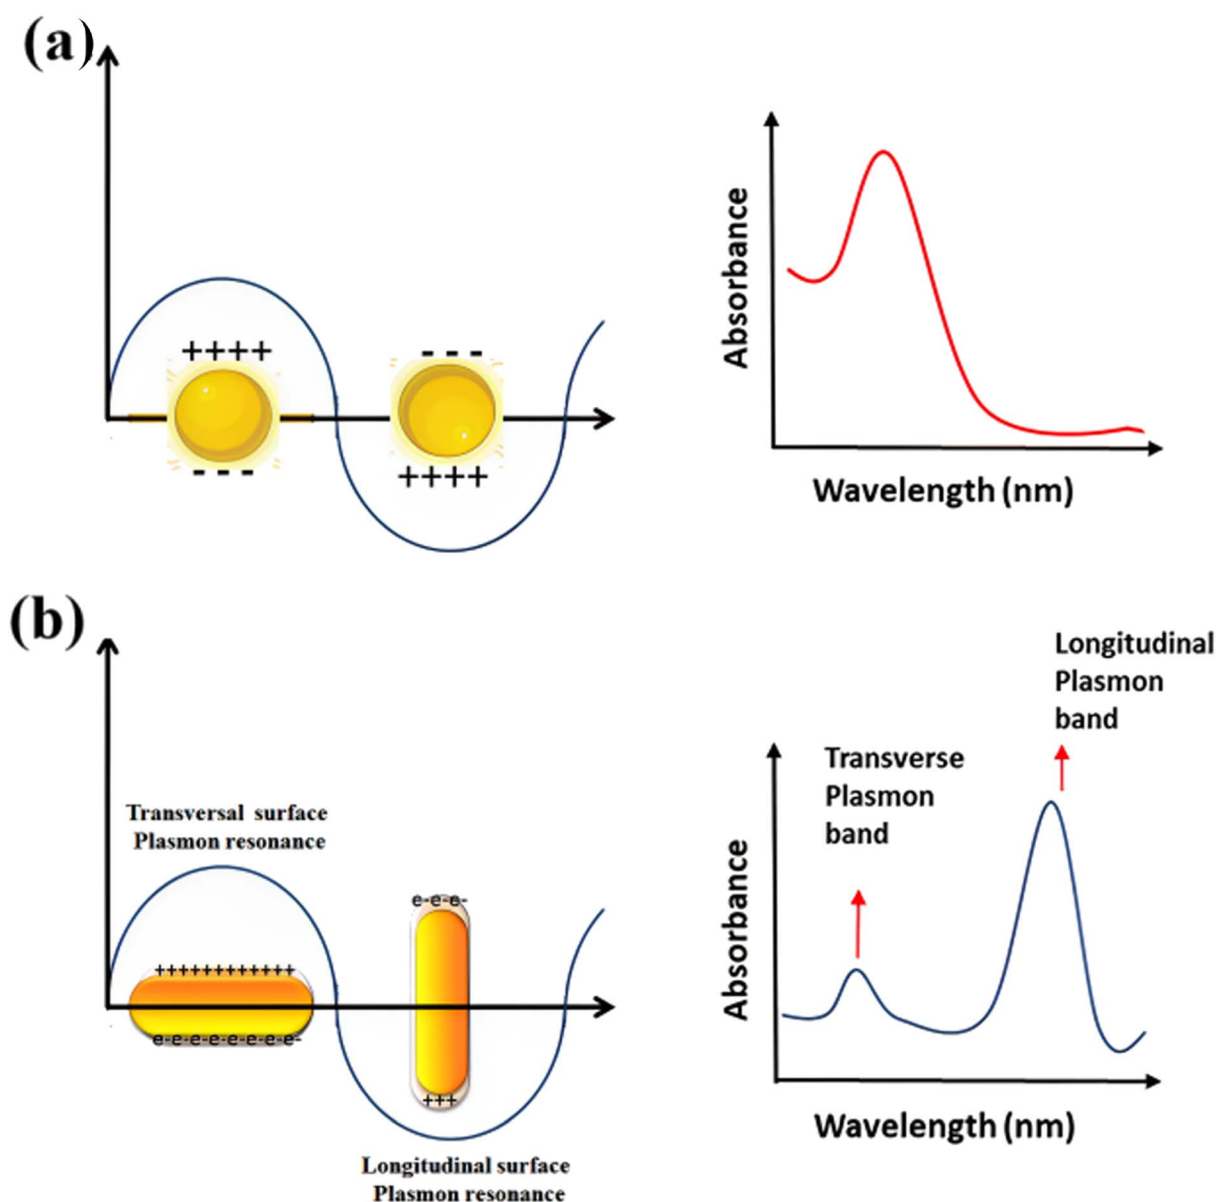 (a)
++++
- - -
- - -
++++
Absorbance
Wavelength (nm)
(b)
Transversal surface
Plasmon resonance
++++++++++++
e-e-e-e-e-e-e-e-
e-e-e-
+++
Longitudinal surface
Plasmon resonance
Longitudinal
Plasmon
band
Transverse
Plasmon
band
Absorbance
Wavelength (nm)